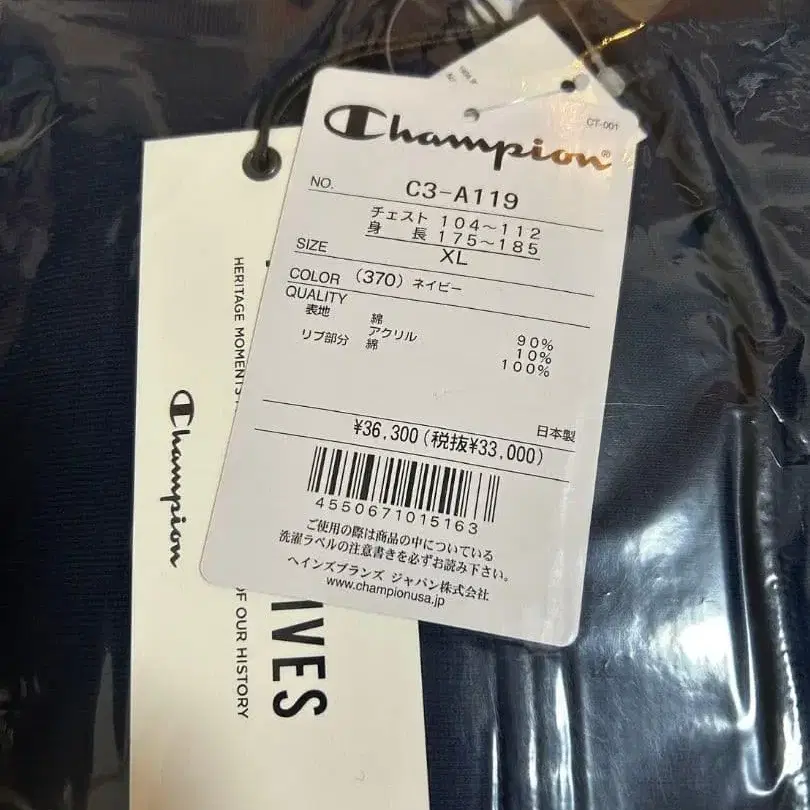 CT-001
Champion®
NO. C3-A119
チェスト 104〜112
身 長 175〜185
SIZE XL
COLOR (370) ネイビー
QUALITY
表地 綿 90%
アクリル 10%
リブ部分 綿 100%
日本製
¥36,300(税抜¥33,000)
4550671015163
ご使用の際は商品の中についている
洗濯ラベルの注意書きを必ずお読み下さい。
ヘインズブランズ ジャパン株式会社
www.championusa.jp
HERITAGE MOMENTS
OF OUR HISTORY
Champion
IVES